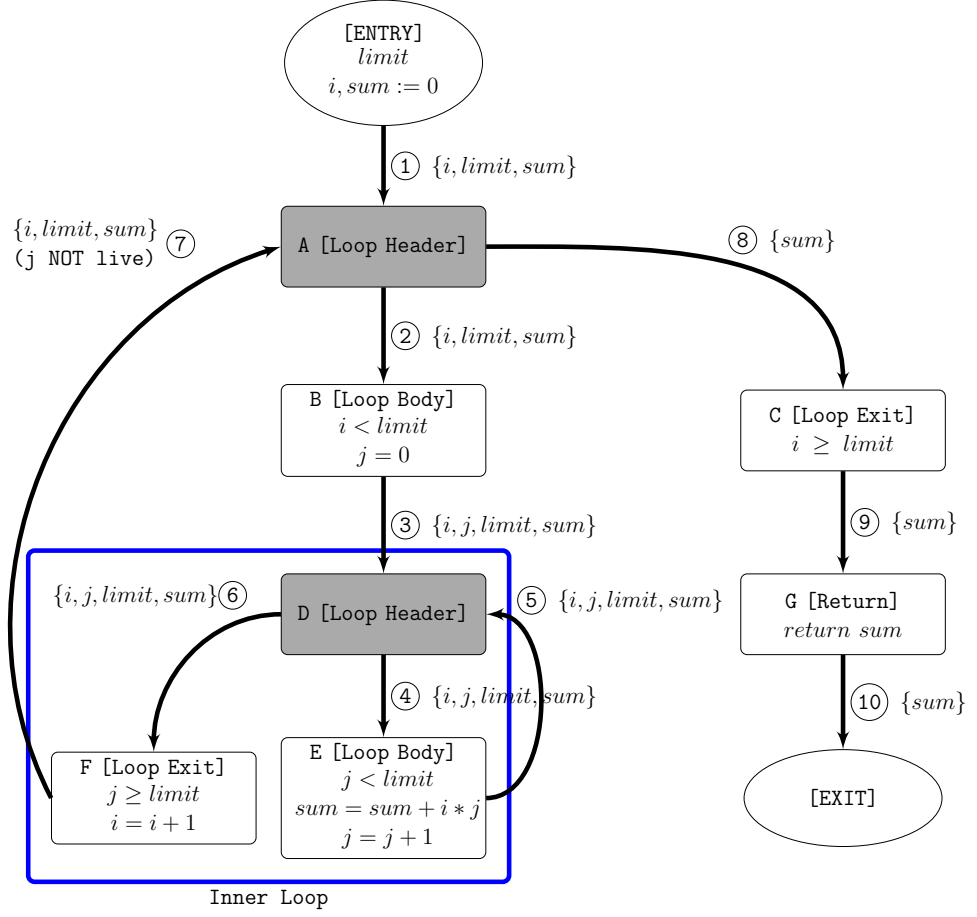 [ENTRY]
limit
i, sum := 0
1 {i, limit, sum}
{i, limit, sum}
(j NOT live)
7
A [Loop Header]
8 {sum}
2 {i, limit, sum}
B [Loop Body]
i < limit
j = 0
C [Loop Exit]
i ≥ limit
3 {i, j, limit, sum}
9 {sum}
{i, j, limit, sum} 6
D [Loop Header]
5 {i, j, limit, sum}
G [Return]
return sum
4 {i, j, limit, sum}
10 {sum}
F [Loop Exit]
j ≥ limit
i = i + 1
E [Loop Body]
j < limit
sum = sum + i * j
j = j + 1
[EXIT]
Inner Loop